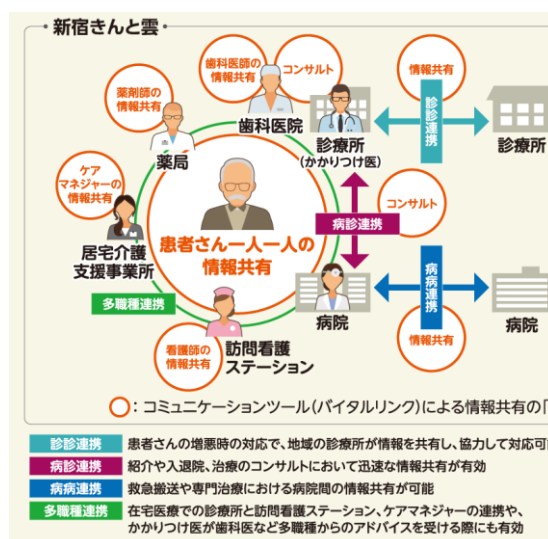 新宿きんと雲
歯科医師の
情報共有
コンサルト
情報共有
薬剤師の
情報共有
歯科医院
診療所
(かかりつけ医)
診診連携
診療所
薬局
ケア
マネジャーの
情報共有
患者さん一人一人の
情報共有
病診連携
コンサルト
居宅介護
支援事業所
多職種連携
病院
病病連携
病院
情報共有
看護師の
情報共有
訪問看護
ステーション
:コミュニケーションツール(バイタルリンク)による情報共有の「
診診連携 患者さんの増悪時の対応で、地域の診療所が情報を共有し、協力して対応可
病診連携 紹介や入退院、治療のコンサルトにおいて迅速な情報共有が有効
病病連携 救急搬送や専門治療における病院間の情報共有が可能
多職種連携 在宅医療での診療所と訪問看護ステーション、ケアマネジャーの連携や、
かかりつけ医が歯科医など多職種からのアドバイスを受ける際にも有効